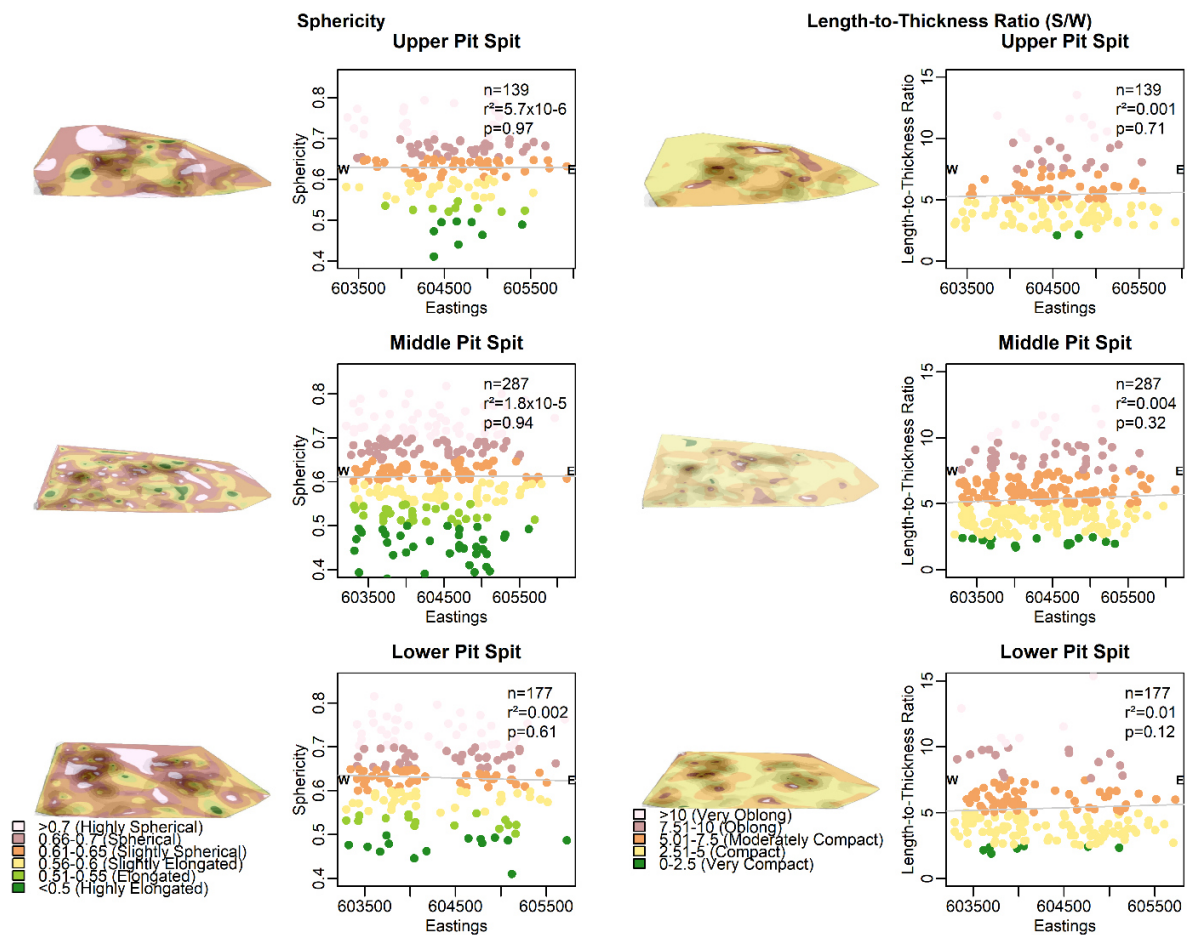 Sphericity
Length-to-Thickness Ratio (S/W)
Upper Pit Spit
n=139
r²=5.7x10-6
p=0.97
W
E
Sphericity
0.4
0.5
0.6
0.7
0.8
603500
604500
605500
Eastings
Upper Pit Spit
n=139
r²=0.001
p=0.71
W
E
Length-to-Thickness Ratio
0
5
10
15
603500
604500
605500
Eastings
Middle Pit Spit
n=287
r²=1.8x10-5
p=0.94
W
E
Sphericity
0.4
0.5
0.6
0.7
0.8
603500
604500
605500
Eastings
Middle Pit Spit
n=287
r²=0.004
p=0.32
W
E
Length-to-Thickness Ratio
0
5
10
15
603500
604500
605500
Eastings
Lower Pit Spit
n=177
r²=0.002
p=0.61
W
E
Sphericity
0.4
0.5
0.6
0.7
0.8
603500
604500
605500
Eastings
>0.7 (Highly Spherical)
0.66-0.7 (Spherical)
0.61-0.65 (Slightly Spherical)
0.56-0.6 (Slightly Elongated)
0.51-0.55 (Elongated)
<0.5 (Highly Elongated)
Lower Pit Spit
n=177
r²=0.01
p=0.12
W
E
Length-to-Thickness Ratio
0
5
10
15
603500
604500
605500
Eastings
>10 (Very Oblong)
7.51-10 (Oblong)
5.01-7.5 (Moderately Compact)
2.51-5 (Compact)
0-2.5 (Very Compact)